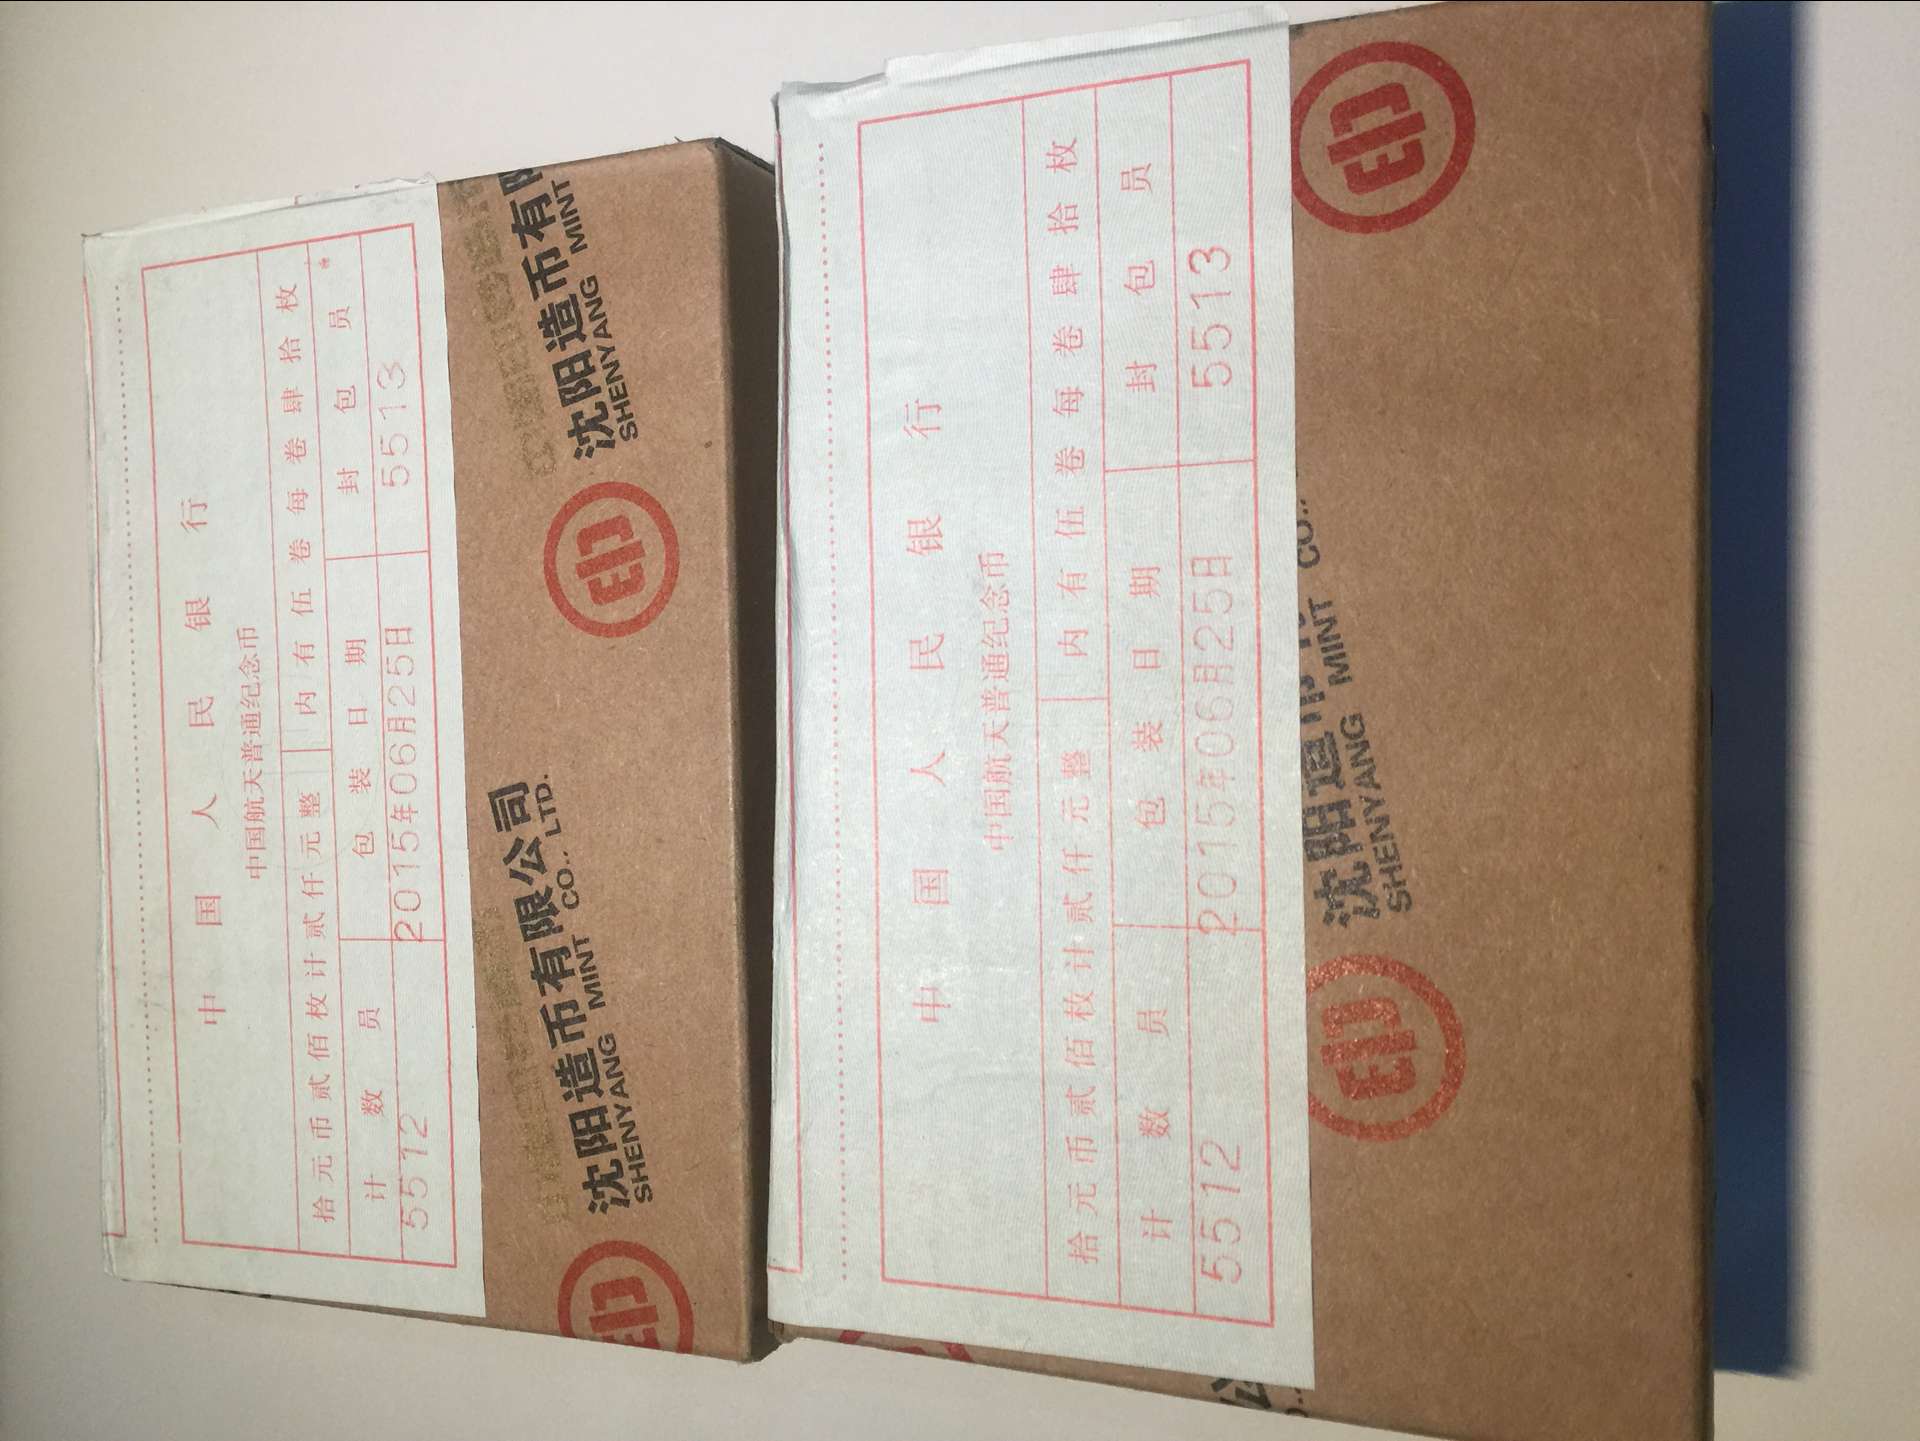 中国人民银行
中国航天普通纪念币
拾元币贰佰枚计贰仟元整 内有伍卷每卷肆拾枚
计数员 包装日期 封包员
5512 2015年06月25日 5513
沈阳造币有限公司 沈阳造币有限
SHENYANG MINT CO., LTD. SHENYANG MINT
中国人民银行
中国航天普通纪念币
拾元币贰佰枚计贰仟元整 内有伍卷每卷肆拾枚
计数员 包装日期 封包员
5512 2015年06月25日 5513
沈阳造币
SHENYANG MINT CO.,